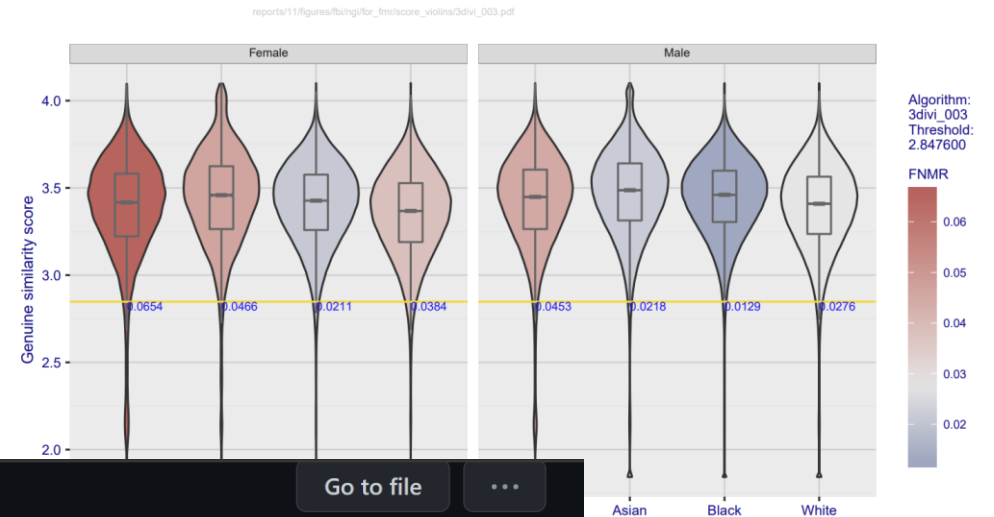 reports/11/figures/fbi/ngi/for_fmr/score_violins/3divi_003.pdf
Female
Male
Genuine similarity score
4.0
3.5
3.0
2.5
2.0
0.0654
0.0466
0.0211
0.0384
0.0453
0.0218
0.0129
0.0276
Asian
Black
White
Algorithm:
3divi_003
Threshold:
2.847600
FNMR
0.06
0.05
0.04
0.03
0.02
Go to file
...